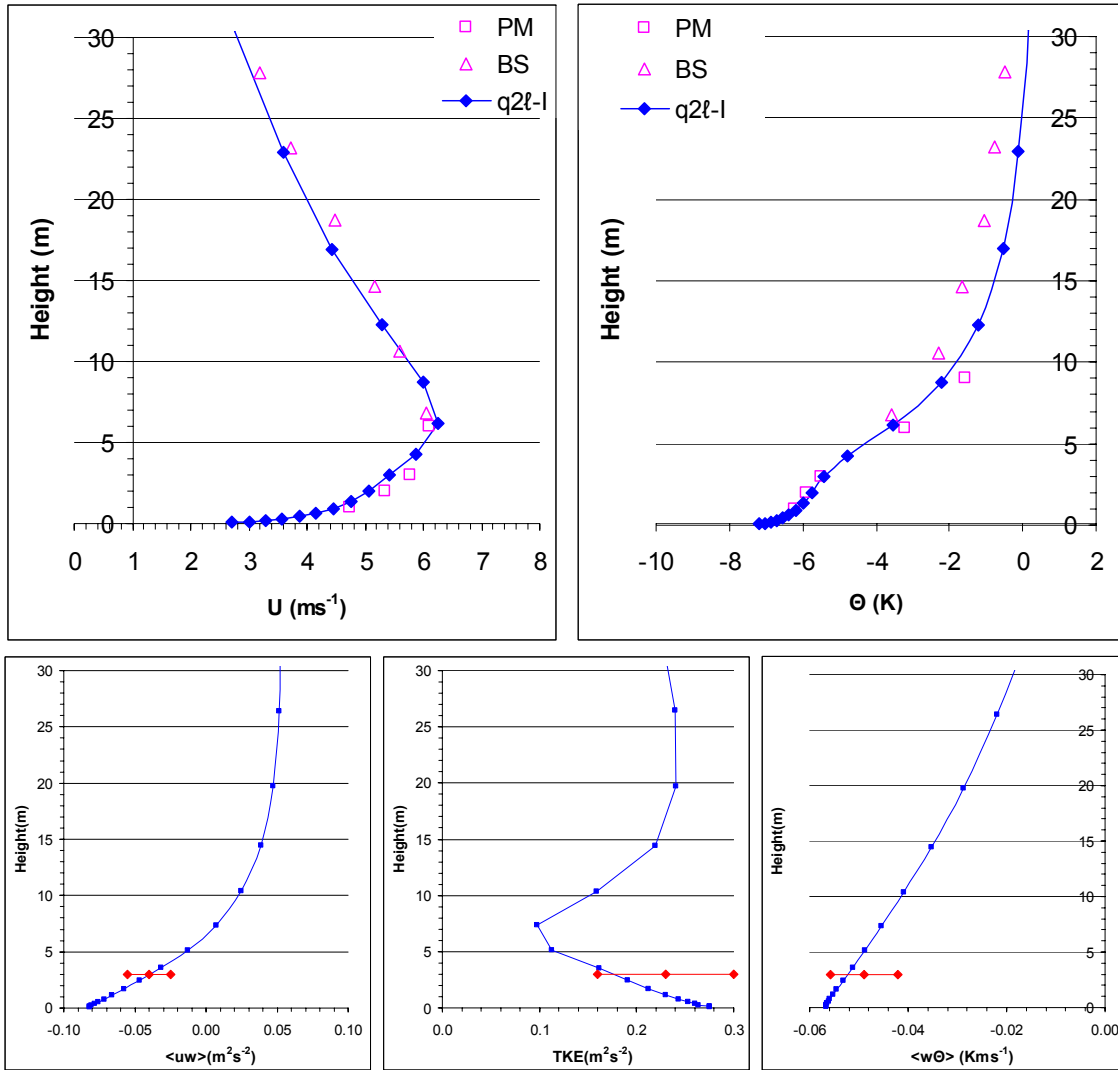 PM
BS
q2ℓ-I
30
25
20
15
10
5
0
Height (m)
0 1 2 3 4 5 6 7 8
U (ms⁻¹)
PM
BS
q2ℓ-I
30
25
20
15
10
5
0
Height (m)
-10 -8 -6 -4 -2 0 2
Θ (K)
30
25
20
15
10
5
0
Height(m)
-0.10 -0.05 0.00 0.05 0.10
<uw>(m²s⁻²)
30
25
20
15
10
5
0
Height(m)
0 0.1 0.2 0.3
TKE(m²s⁻²)
30
25
20
15
10
5
0
Height(m)
-0.06 -0.04 -0.02 0.00
<wΘ> (Kms⁻¹)